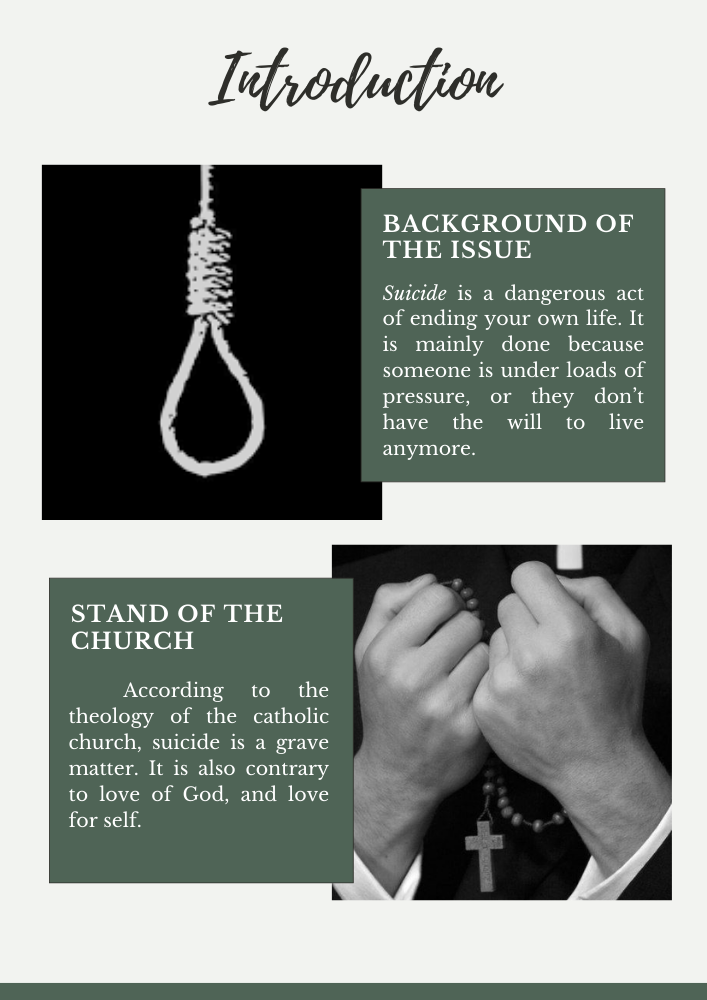 Introduction
BACKGROUND OF
THE ISSUE
Suicide is a dangerous act
of ending your own life. It
is mainly done because
someone is under loads of
pressure, or they don’t
have the will to live
anymore.
STAND OF THE
CHURCH
According to the
theology of the catholic
church, suicide is a grave
matter. It is also contrary
to love of God, and love
for self.